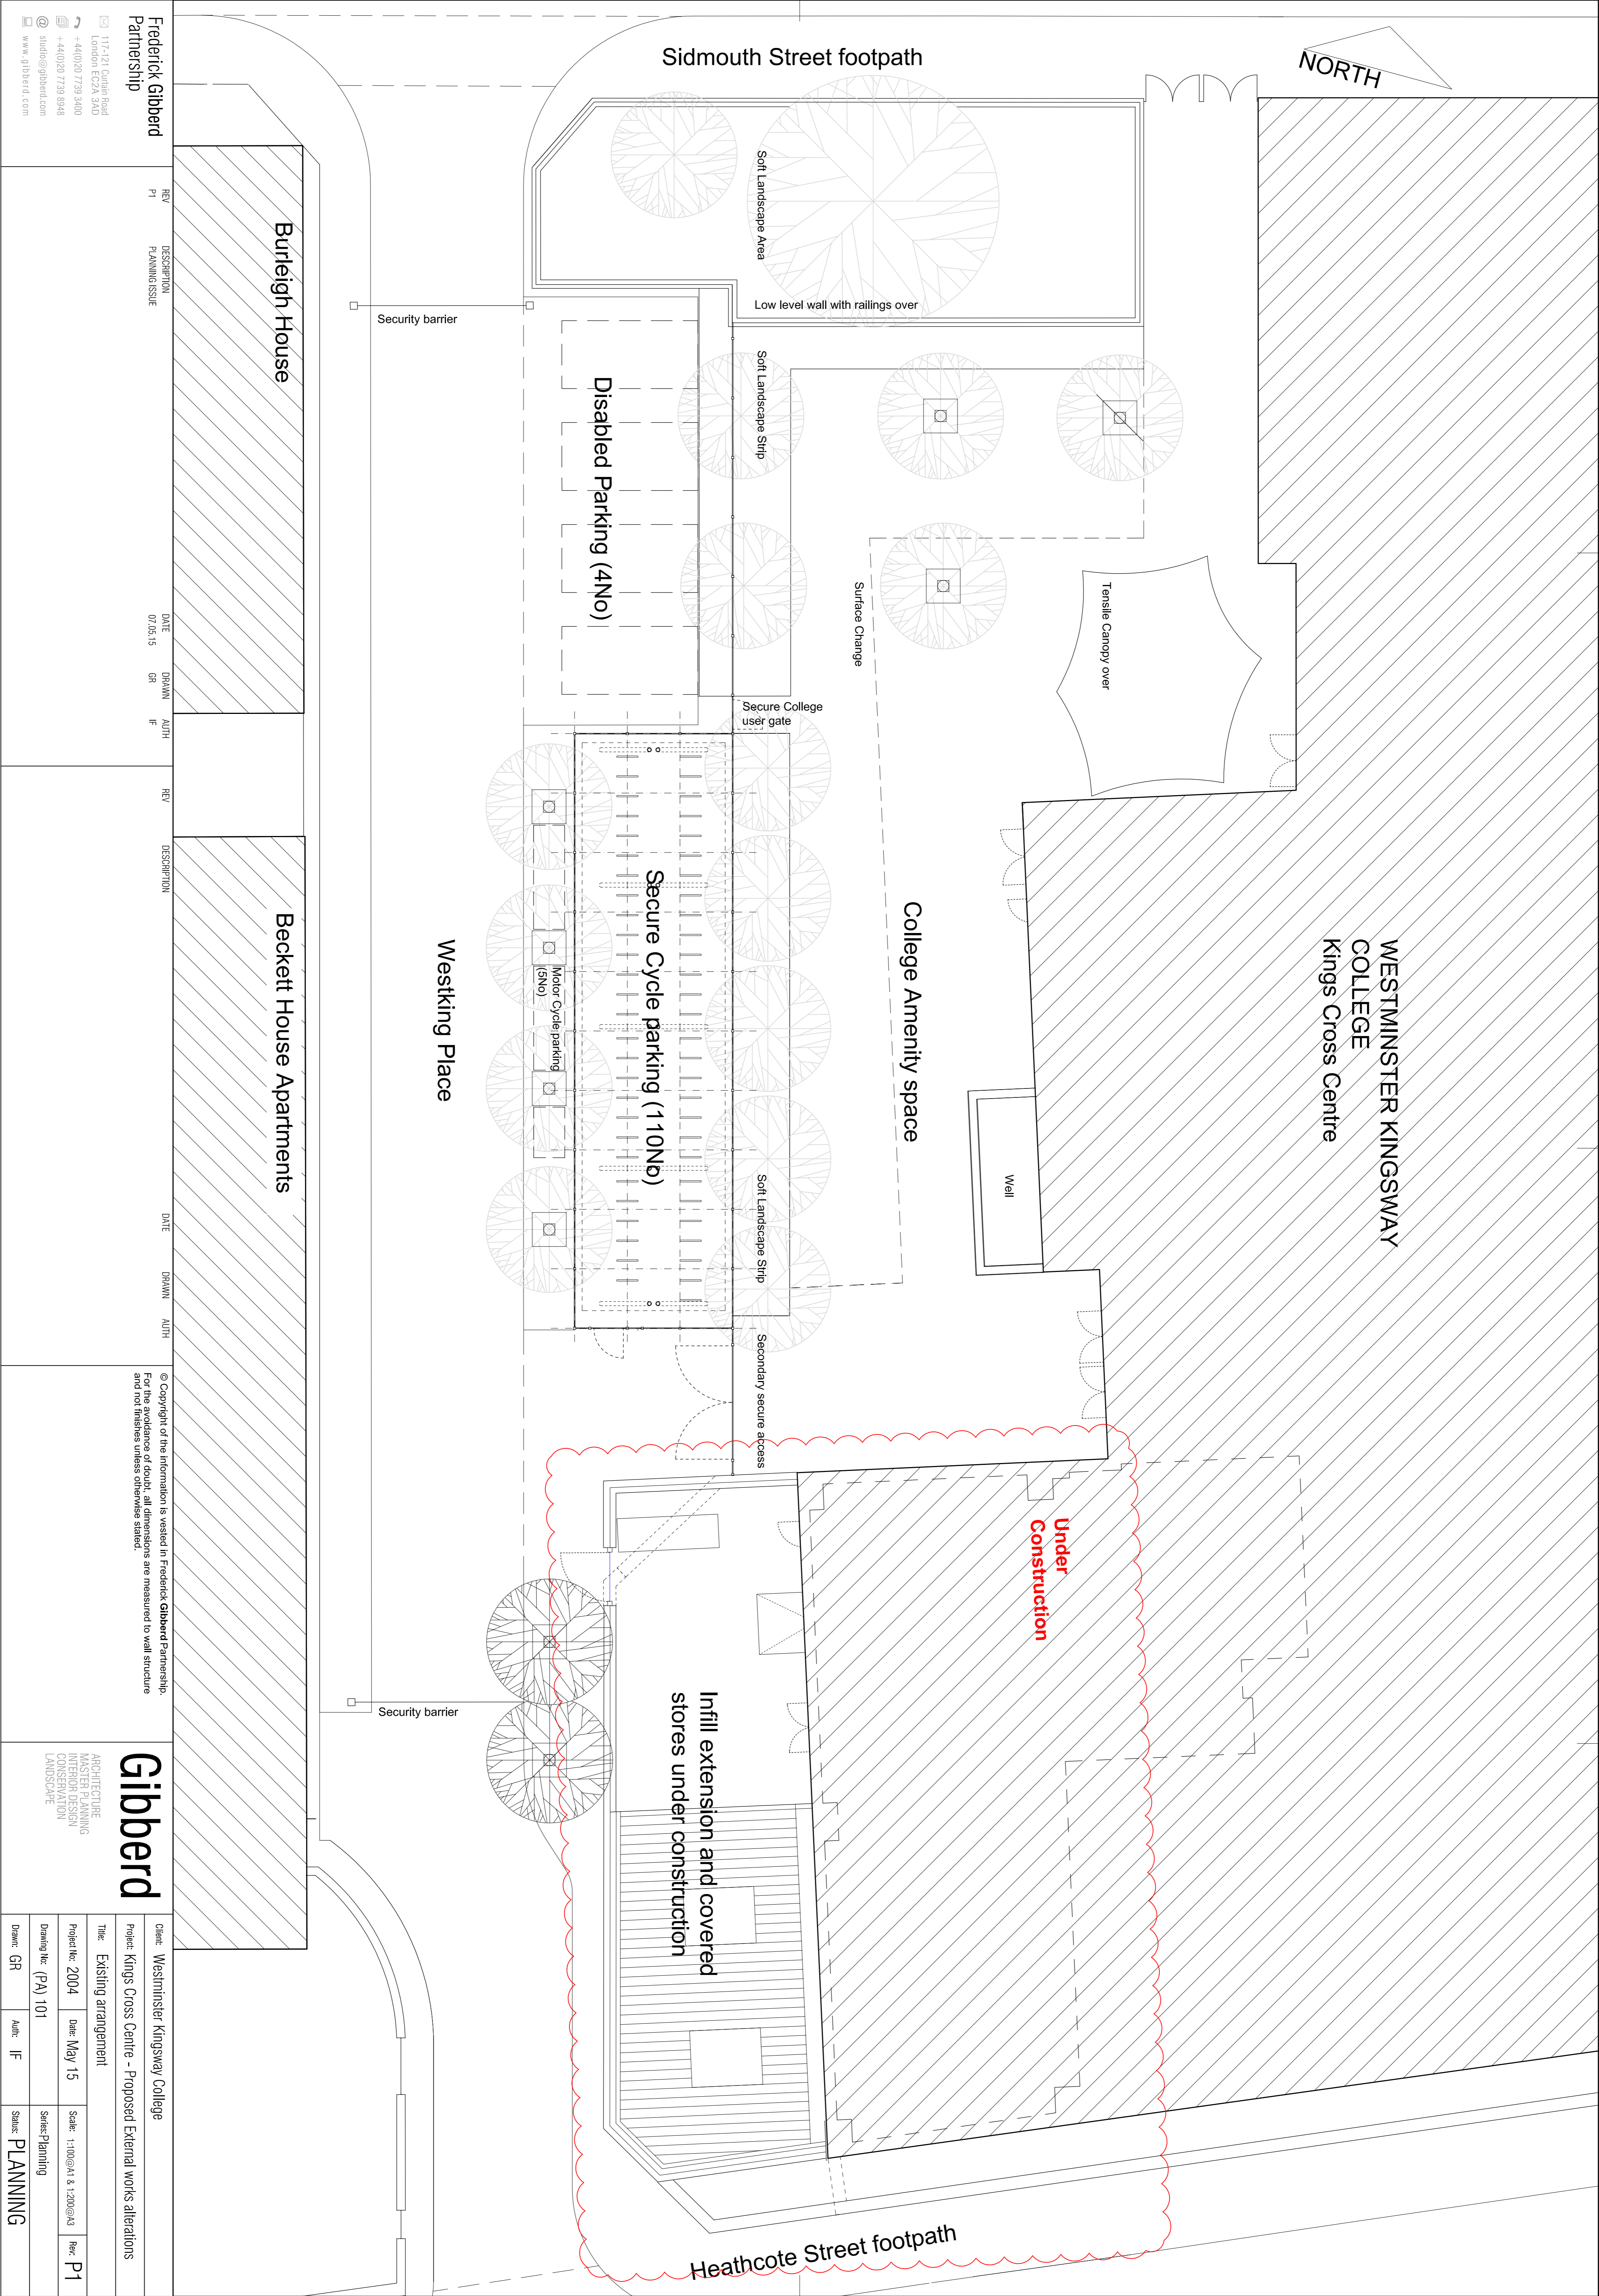 Sidmouth Street footpath
NORTH
Soft Landscape Area
Low level wall with railings over
Security barrier
Burleigh House
Disabled Parking (4No)
Soft Landscape Strip
Surface Change
Tensile Canopy over
Secure College
user gate
Secure Cycle parking (110No)
Motor Cycle parking
(5No)
Westking Place
Beckett House Apartments
College Amenity space
Well
WESTMINSTER KINGSWAY
COLLEGE
Kings Cross Centre
Soft Landscape Strip
Secondary secure access
Under
Construction
Infill extension and covered
stores under construction
Security barrier
Heathcote Street footpath
Frederick Gibberd
Partnership
117-121 Curtain Road
London EC2A 3AD
+44(0)20 7739 3400
+44(0)20 7739 8948
studio@gibberd.com
www.gibberd.com
REV DESCRIPTION DATE DRAWN AUTH
P1 PLANNING ISSUE 07.05.15 GR IF
REV DESCRIPTION DATE DRAWN AUTH
© Copyright of the information is vested in Frederick Gibberd Partnership.
For the avoidance of doubt, all dimensions are measured to wall structure
and not finishes unless otherwise stated.
Gibberd
ARCHITECTURE
MASTER PLANNING
INTERIOR DESIGN
CONSERVATION
LANDSCAPE
Client: Westminster Kingsway College
Project: Kings Cross Centre - Proposed External works alterations
Title: Existing arrangement
Project No: 2004 Date: May 15 Scale: 1:100@A1 & 1:200@A3 Rev: P1
Drawing No: (PA) 101 Series: Planning
Drawn: GR Auth: IF Status: PLANNING